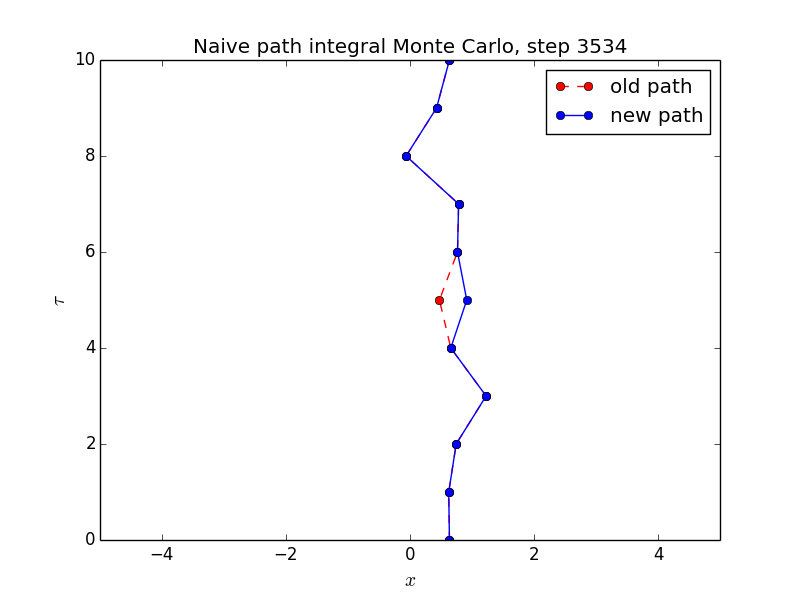 Naive path integral Monte Carlo, step 3534
old path
new path
10
8
6
4
2
0
τ
−4 −2 0 2 4
x